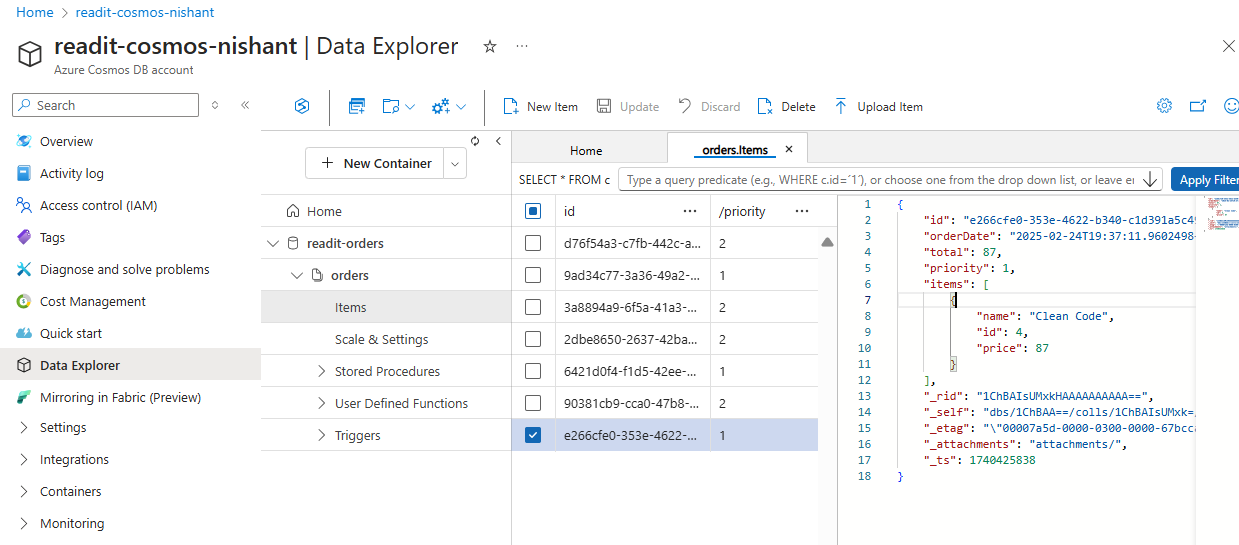 Home > readit-cosmos-nishant
readit-cosmos-nishant | Data Explorer
Azure Cosmos DB account
Search
Overview
Activity log
Access control (IAM)
Tags
Diagnose and solve problems
Cost Management
Quick start
Data Explorer
Mirroring in Fabric (Preview)
Settings
Integrations
Containers
Monitoring
New Item
Update
Discard
Delete
Upload Item
+ New Container
Home
readit-orders
orders
Items
Scale & Settings
Stored Procedures
User Defined Functions
Triggers
Home
orders.Items
SELECT * FROM c
Type a query predicate (e.g., WHERE c.id=´1´), or choose one from the drop down list, or leave er
Apply Filter
id ... /priority ...
d76f54a3-c7fb-442c-a... 2
9ad34c77-3a36-49a2-... 1
3a8894a9-6f5a-41a3-... 2
2dbe8650-2637-42ba... 2
6421d0f4-f1d5-42ee-... 1
90381cb9-cca0-47b8-... 2
e266cfe0-353e-4622-... 1
1 {
2 "id": "e266cfe0-353e-4622-b340-c1d391a5c49
3 "orderDate": "2025-02-24T19:37:11.9602498-
4 "total": 87,
5 "priority": 1,
6 "items": [
7 {
8 "name": "Clean Code",
9 "id": 4,
10 "price": 87
11 }
12 ],
13 "_rid": "1ChBAIsUMxkHAAAAAAAAAA==",
14 "_self": "dbs/1ChBAA==/colls/1ChBAIsUMxk=,
15 "_etag": "\"00007a5d-0000-0300-0000-67bcca
16 "_attachments": "attachments/",
17 "_ts": 1740425838
18 }